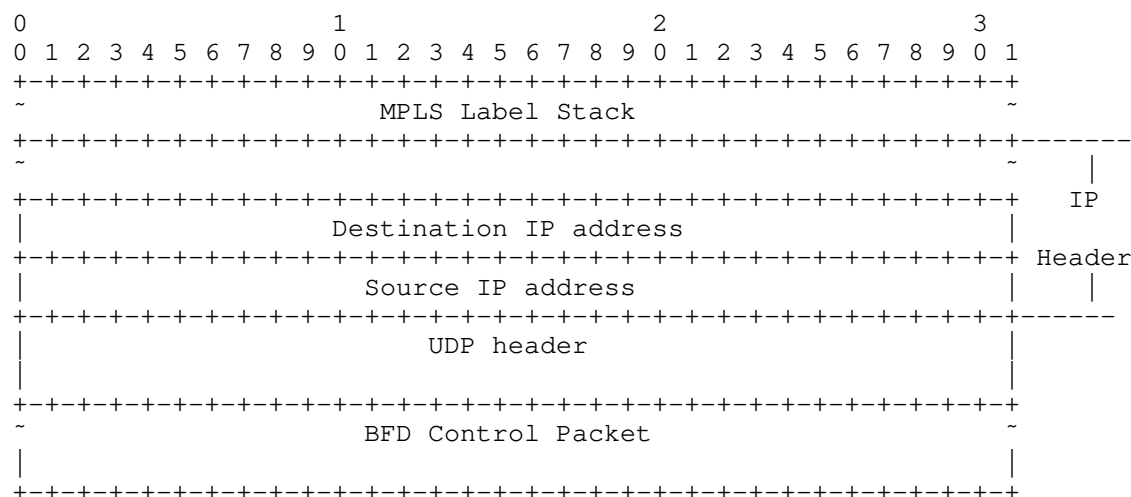 0                   1                   2                   3
0 1 2 3 4 5 6 7 8 9 0 1 2 3 4 5 6 7 8 9 0 1 2 3 4 5 6 7 8 9 0 1
+-+-+-+-+-+-+-+-+-+-+-+-+-+-+-+-+-+-+-+-+-+-+-+-+-+-+-+-+-+-+-+
~                      MPLS Label Stack                       ~
+-+-+-+-+-+-+-+-+-+-+-+-+-+-+-+-+-+-+-+-+-+-+-+-+-+-+-+-+-+-+-+-------
~                                                             ~    |
+-+-+-+-+-+-+-+-+-+-+-+-+-+-+-+-+-+-+-+-+-+-+-+-+-+-+-+-+-+-+-+   IP
|                   Destination IP address                    |
+-+-+-+-+-+-+-+-+-+-+-+-+-+-+-+-+-+-+-+-+-+-+-+-+-+-+-+-+-+-+-+ Header
|                     Source IP address                       |    |
+-+-+-+-+-+-+-+-+-+-+-+-+-+-+-+-+-+-+-+-+-+-+-+-+-+-+-+-+-+-+-+------
|                         UDP header                          |
|                                                             |
+-+-+-+-+-+-+-+-+-+-+-+-+-+-+-+-+-+-+-+-+-+-+-+-+-+-+-+-+-+-+-+
~                     BFD Control Packet                      ~
|                                                             |
+-+-+-+-+-+-+-+-+-+-+-+-+-+-+-+-+-+-+-+-+-+-+-+-+-+-+-+-+-+-+-+